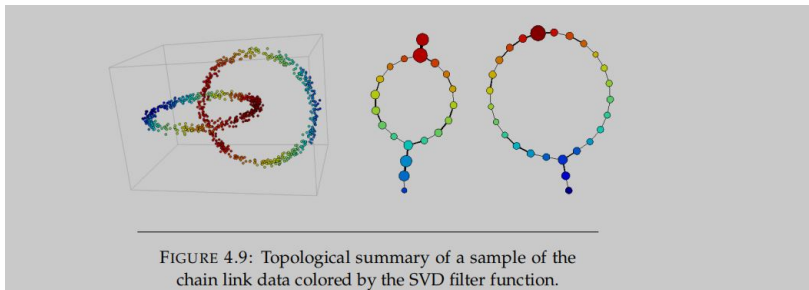 FIGURE 4.9: Topological summary of a sample of the
chain link data colored by the SVD filter function.